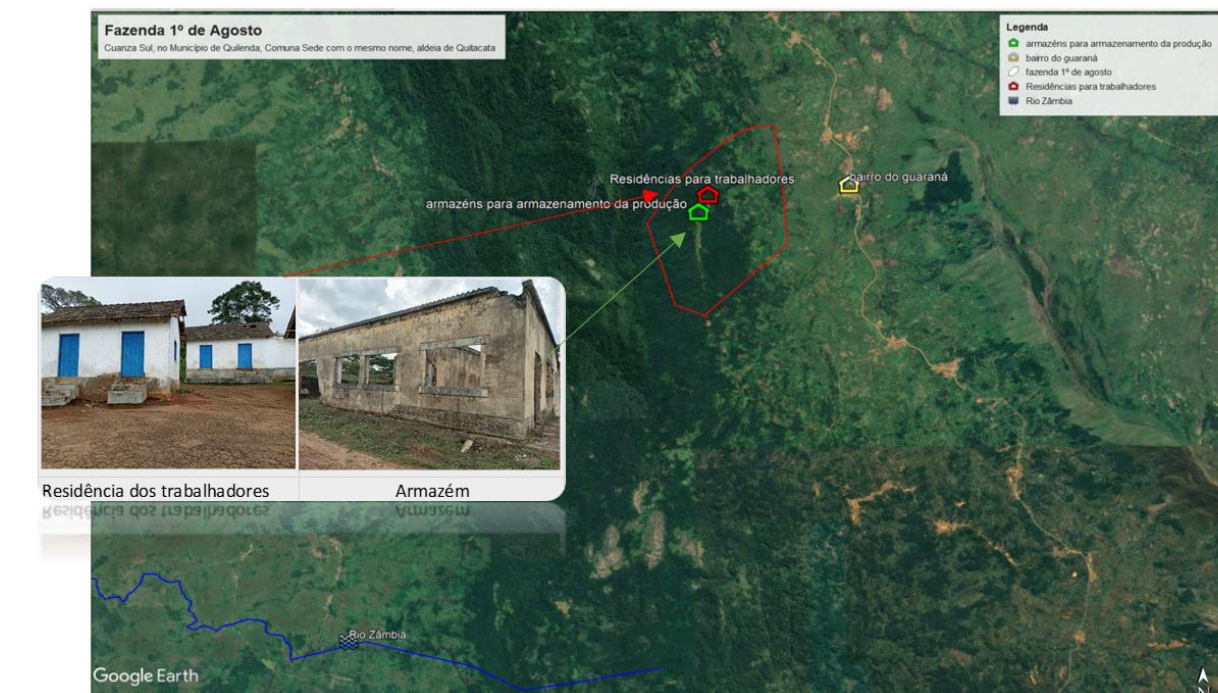 Fazenda 1º de Agosto
Cuanza Sul, no Município de Quilenda, Comuna Sede com o mesmo nome, aldeia de Quitacata
Legenda
armazéns para armazenamento da produção
bairro do guaraná
fazenda 1º de agosto
Residências para trabalhadores
Rio Zâmbia
Residências para trabalhadores
bairro do guaraná
armazéns para armazenamento da produção
Residência dos trabalhadores
Armazém
Rio Zâmbia
Google Earth
N